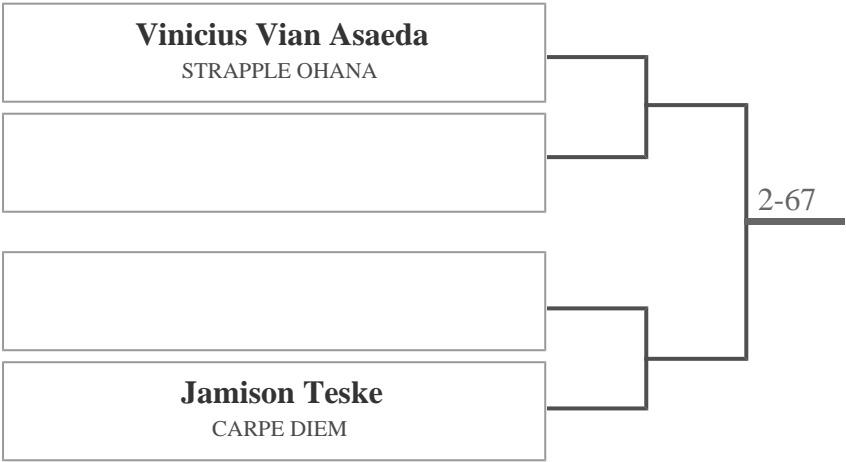 Vinicius Vian Asaeda
STRAPPLE OHANA
2-67
Jamison Teske
CARPE DIEM